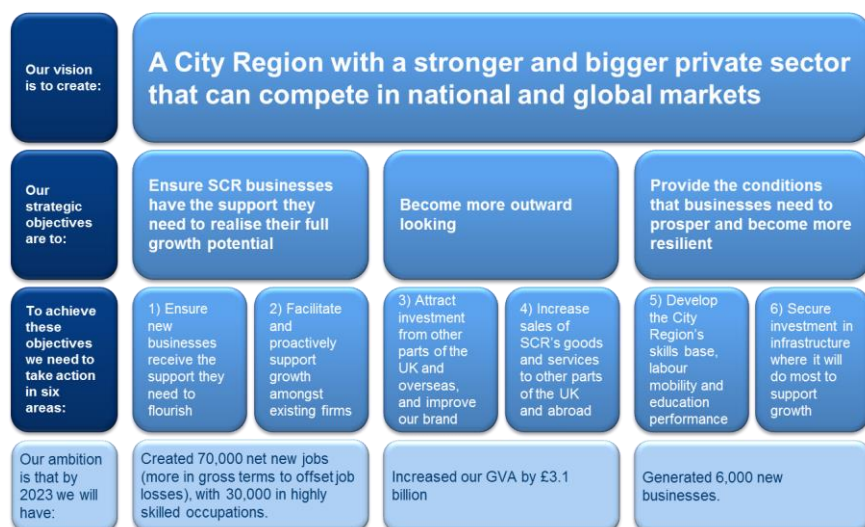 Our vision
is to create:
A City Region with a stronger and bigger private sector
that can compete in national and global markets
Our
strategic
objectives
are to:
Ensure SCR businesses
have the support they
need to realise their full
growth potential
Become more outward
looking
Provide the conditions
that businesses need to
prosper and become more
resilient
To achieve
these
objectives
we need to
take action
in six
areas:
1) Ensure
new
businesses
receive the
support they
need to
flourish
2) Facilitate
and
proactively
support
growth
amongst
existing firms
3) Attract
investment
from other
parts of the
UK and
overseas,
and improve
our brand
4) Increase
sales of
SCR's goods
and services
to other parts
of the UK
and abroad
5) Develop
the City
Region's
skills base,
labour
mobility and
education
performance
6) Secure
investment in
infrastructure
where it will
do most to
support
growth
Our ambition
is that by
2023 we will
have:
Created 70,000 net new jobs
(more in gross terms to offset job
losses), with 30,000 in highly
skilled occupations.
Increased our GVA by £3.1
billion
Generated 6,000 new
businesses.